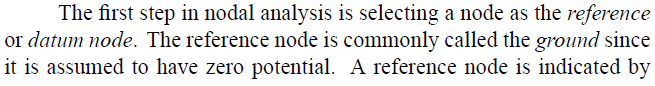 The first step in nodal analysis is selecting a node as the reference
or datum node. The reference node is commonly called the ground since
it is assumed to have zero potential. A reference node is indicated by